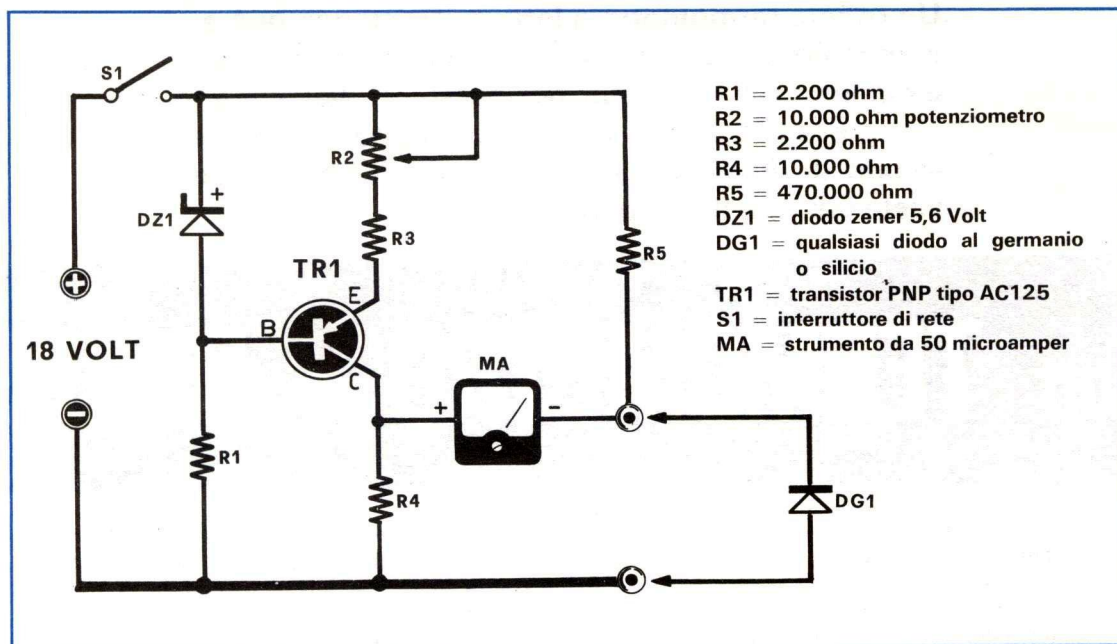 S1
R1 = 2.200 ohm
R2 = 10.000 ohm potenziometro
R3 = 2.200 ohm
R4 = 10.000 ohm
R5 = 470.000 ohm
DZ1 = diodo zener 5,6 Volt
DG1 = qualsiasi diodo al germanio
o silicio
TR1 = transistor PNP tipo AC125
S1 = interruttore di rete
MA = strumento da 50 microamper
R2
+
DZ1
R3
R5
TR1
E
B
C
+
18 VOLT
-
MA
+
-
R1
R4
DG1